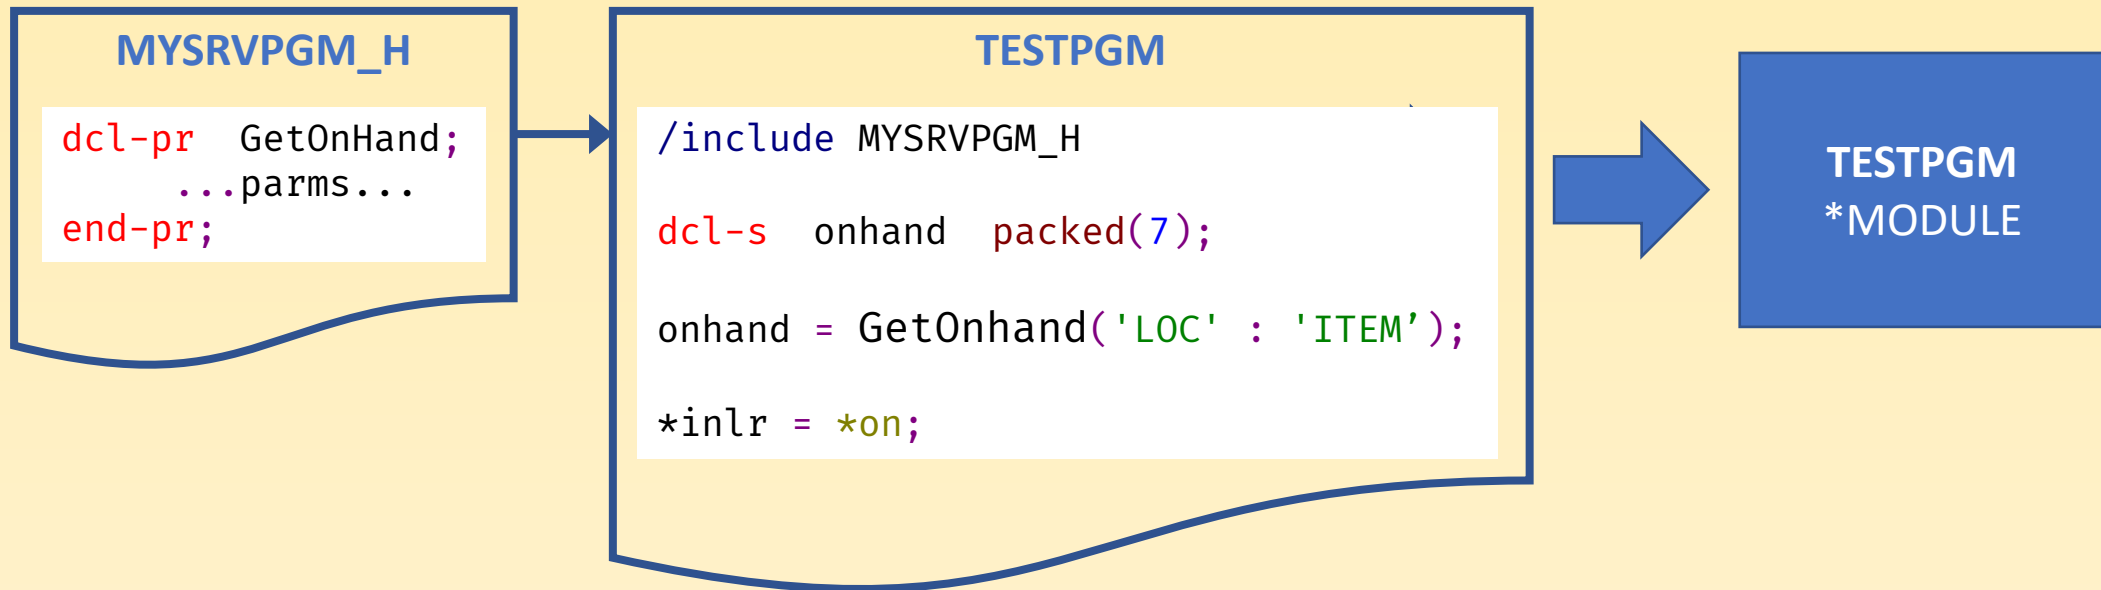 MYSRVPGM_H
dcl-pr  GetOnHand;
...parms...
end-pr;
TESTPGM
/include MYSRVPGM_H
dcl-s  onhand  packed(7);
onhand = GetOnhand('LOC' : 'ITEM’);
*inlr = *on;
TESTPGM
*MODULE